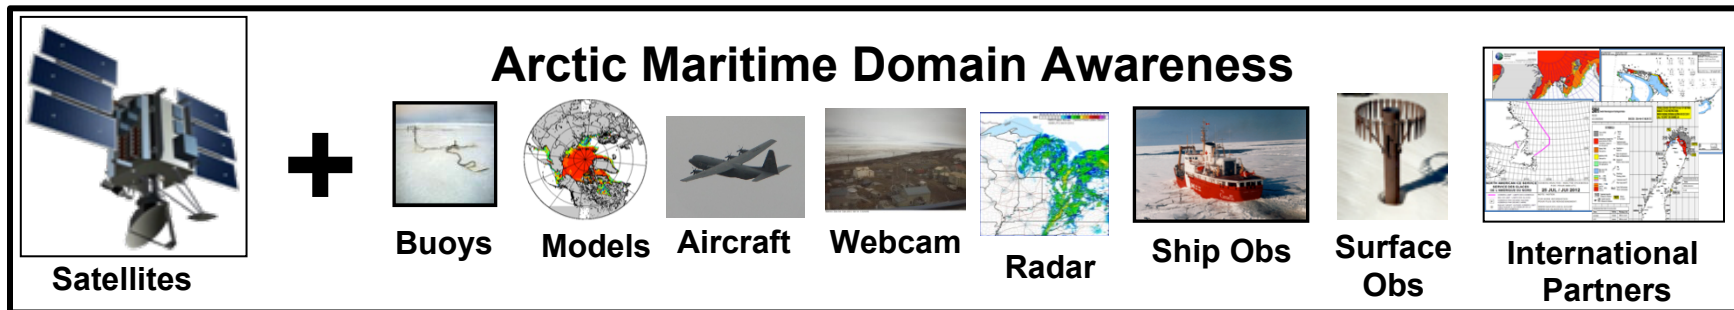 Arctic Maritime Domain Awareness
Satellites
Buoys
Models
Aircraft
Webcam
Radar
Ship Obs
Surface
Obs
International
Partners